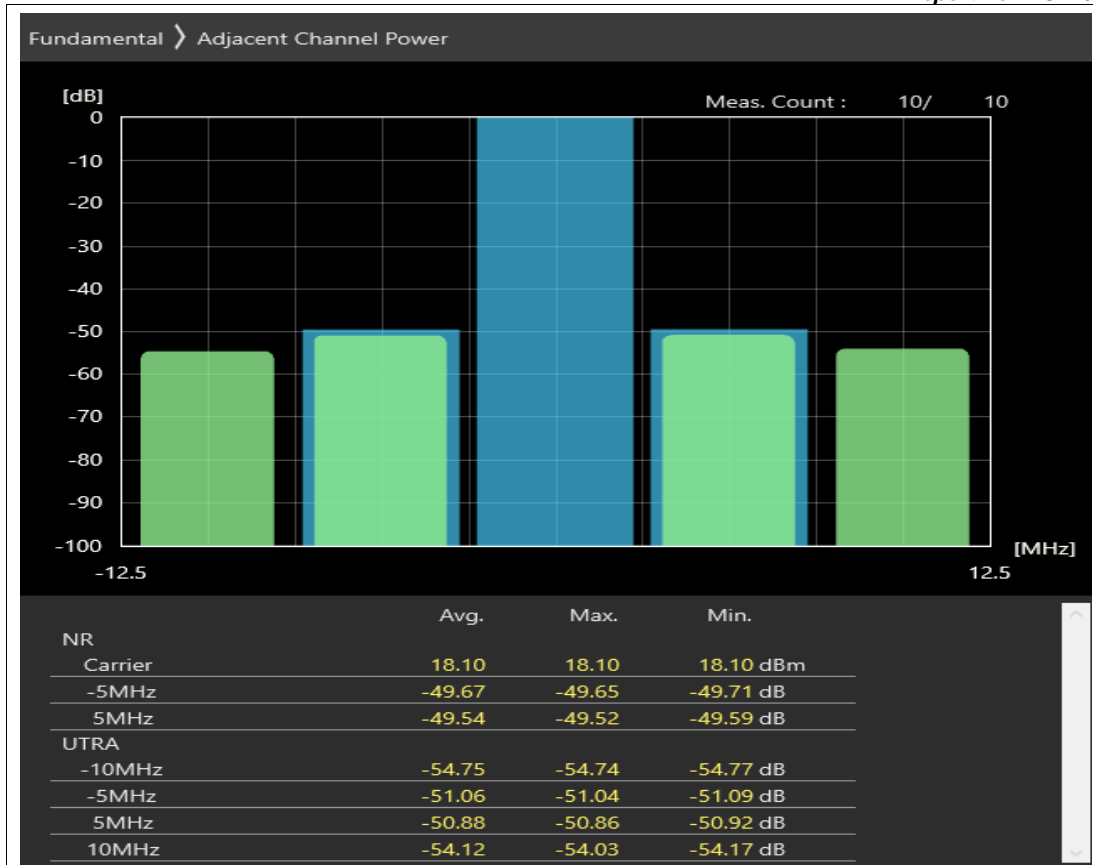 Fundamental ❯ Adjacent Channel Power
[dB]
Meas. Count : 10/ 10
0
-10
-20
-30
-40
-50
-60
-70
-80
-90
-100
[MHz]
-12.5 12.5
Avg. Max. Min.
NR
Carrier 18.10 18.10 18.10 dBm
-5MHz -49.67 -49.65 -49.71 dB
5MHz -49.54 -49.52 -49.59 dB
UTRA
-10MHz -54.75 -54.74 -54.77 dB
-5MHz -51.06 -51.04 -51.09 dB
5MHz -50.88 -50.86 -50.92 dB
10MHz -54.12 -54.03 -54.17 dB